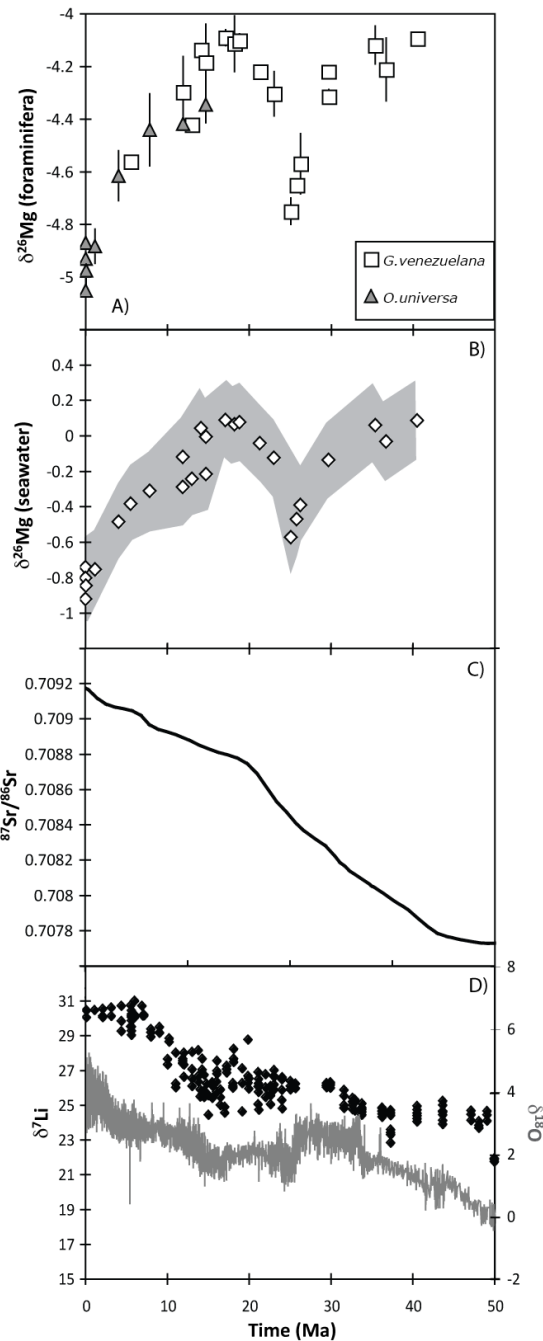 -4
-4.2
-4.4
-4.6
-4.8
-5
δ²⁶Mg (foraminifera)
A)
G.venezuelana
O.universa
B)
0.4
0.2
0
-0.2
-0.4
-0.6
-0.8
-1
δ²⁶Mg (seawater)
C)
0.7092
0.709
0.7088
0.7086
0.7084
0.7082
0.708
0.7078
⁸⁷Sr/⁸⁶Sr
D)
31
29
27
25
23
21
19
17
15
δ⁷Li
8
6
4
2
0
-2
δ¹⁸O
0 10 20 30 40 50
Time (Ma)